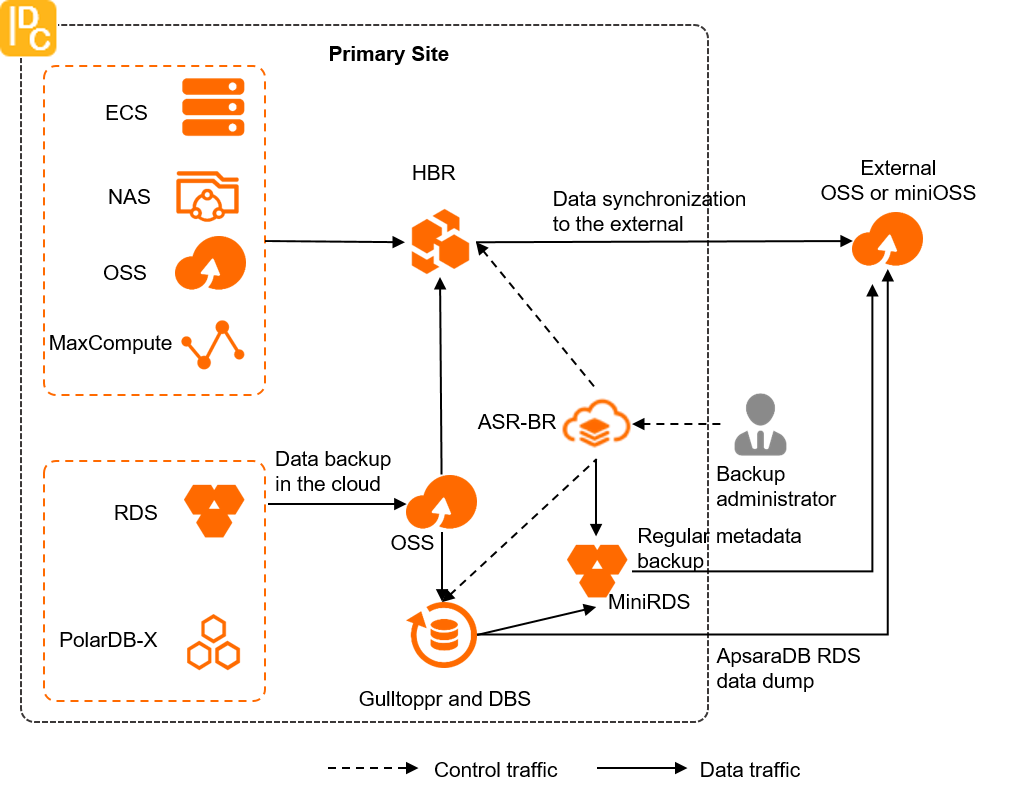 IDC
Primary Site
ECS
NAS
OSS
MaxCompute
HBR
Data synchronization
to the external
External
OSS or miniOSS
ASR-BR
Backup
administrator
Data backup
in the cloud
RDS
OSS
PolarDB-X
Regular metadata
backup
MiniRDS
Gulltoppr and DBS
ApsaraDB RDS
data dump
Control traffic
Data traffic